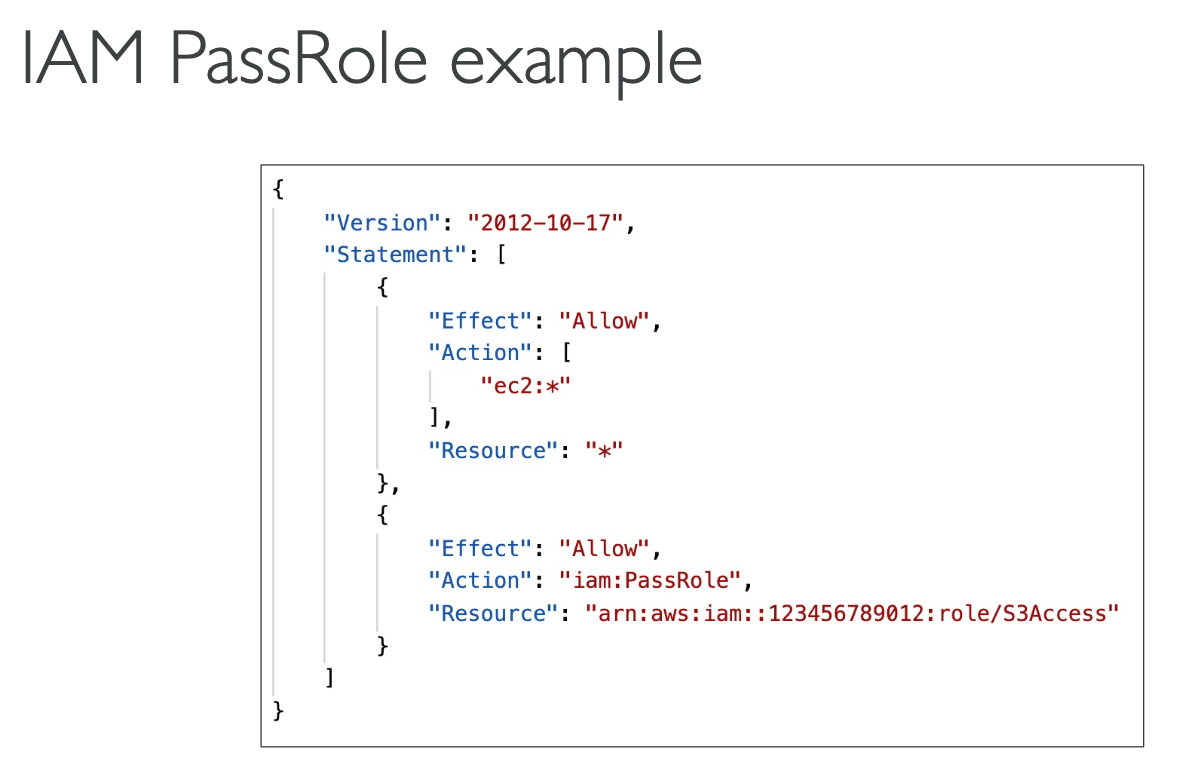 IAM PassRole example
{
    "Version": "2012-10-17",
    "Statement": [
        {
            "Effect": "Allow",
            "Action": [
                "ec2:*"
            ],
            "Resource": "*"
        },
        {
            "Effect": "Allow",
            "Action": "iam:PassRole",
            "Resource": "arn:aws:iam::123456789012:role/S3Access"
        }
    ]
}